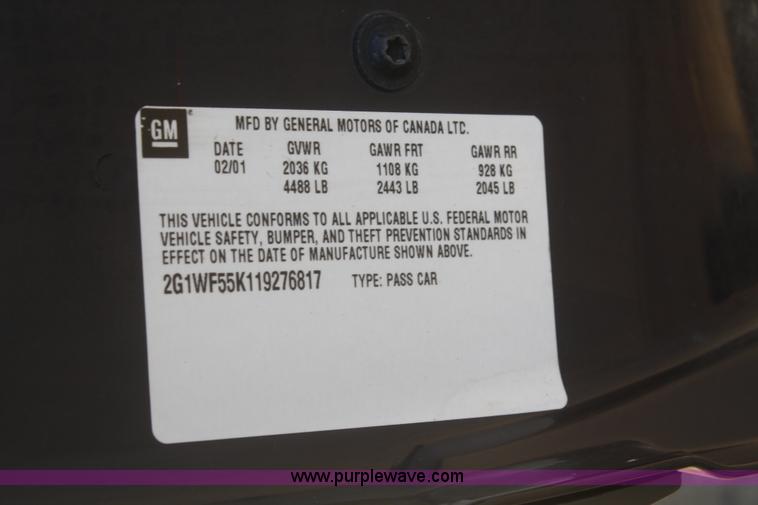 GM
MFD BY GENERAL MOTORS OF CANADA LTD.
DATE GVWR GAWR FRT GAWR RR
02/01 2036 KG 1108 KG 928 KG
4488 LB 2443 LB 2045 LB
THIS VEHICLE CONFORMS TO ALL APPLICABLE U.S. FEDERAL MOTOR
VEHICLE SAFETY, BUMPER, AND THEFT PREVENTION STANDARDS IN
EFFECT ON THE DATE OF MANUFACTURE SHOWN ABOVE.
2G1WF55K119276817 TYPE: PASS CAR
www.purplewave.com